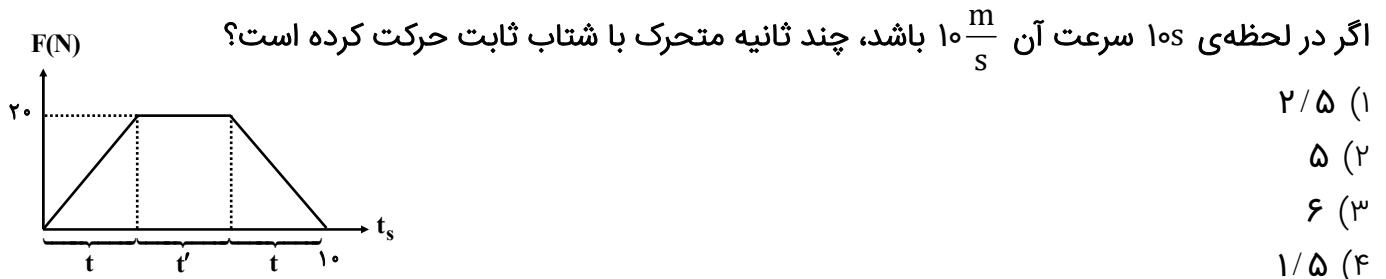 اگر در لحظه‌ی ۱۰s سرعت آن ۱۰ m/s باشد، چند ثانیه متحرک با شتاب ثابت حرکت کرده است؟
۱) ۲/۵
۲) ۵
۳) ۶
۴) ۱/۵
F(N)
۲۰
t t′ t ۱۰ tₛ